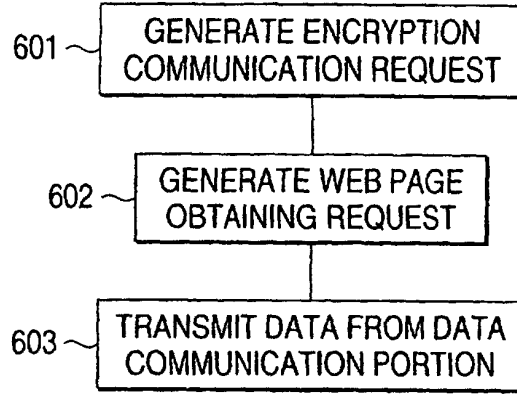 601
GENERATE ENCRYPTION
COMMUNICATION REQUEST
602
GENERATE WEB PAGE
OBTAINING REQUEST
603
TRANSMIT DATA FROM DATA
COMMUNICATION PORTION